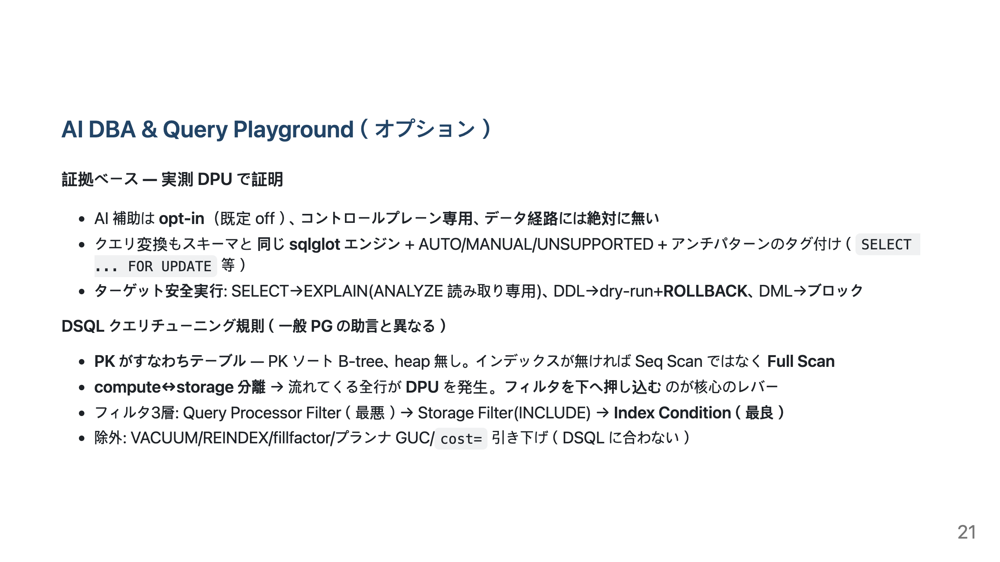 AI DBA & Query Playground（オプション）
証拠ベース — 実測 DPU で証明
AI 補助は opt-in（既定 off）、コントロールプレーン専用、データ経路には絶対に無い
クエリ変換もスキーマと 同じ sqlglot エンジン + AUTO/MANUAL/UNSUPPORTED + アンチパターンのタグ付け（SELECT
... FOR UPDATE 等）
ターゲット安全実行: SELECT→EXPLAIN(ANALYZE 読み取り専用)、DDL→dry-run+ROLLBACK、DML→ブロック
DSQL クエリチューニング規則（一般 PG の助言と異なる）
PK がすなわちテーブル — PK ソート B-tree、heap 無し。インデックスが無ければ Seq Scan ではなく Full Scan
compute↔storage 分離 → 流れてくる全行が DPU を発生。フィルタを下へ押し込む のが核心のレバー
フィルタ3層: Query Processor Filter（最悪）→ Storage Filter(INCLUDE) → Index Condition（最良）
除外: VACUUM/REINDEX/fillfactor/プランナ GUC/cost= 引き下げ（DSQL に合わない）
21